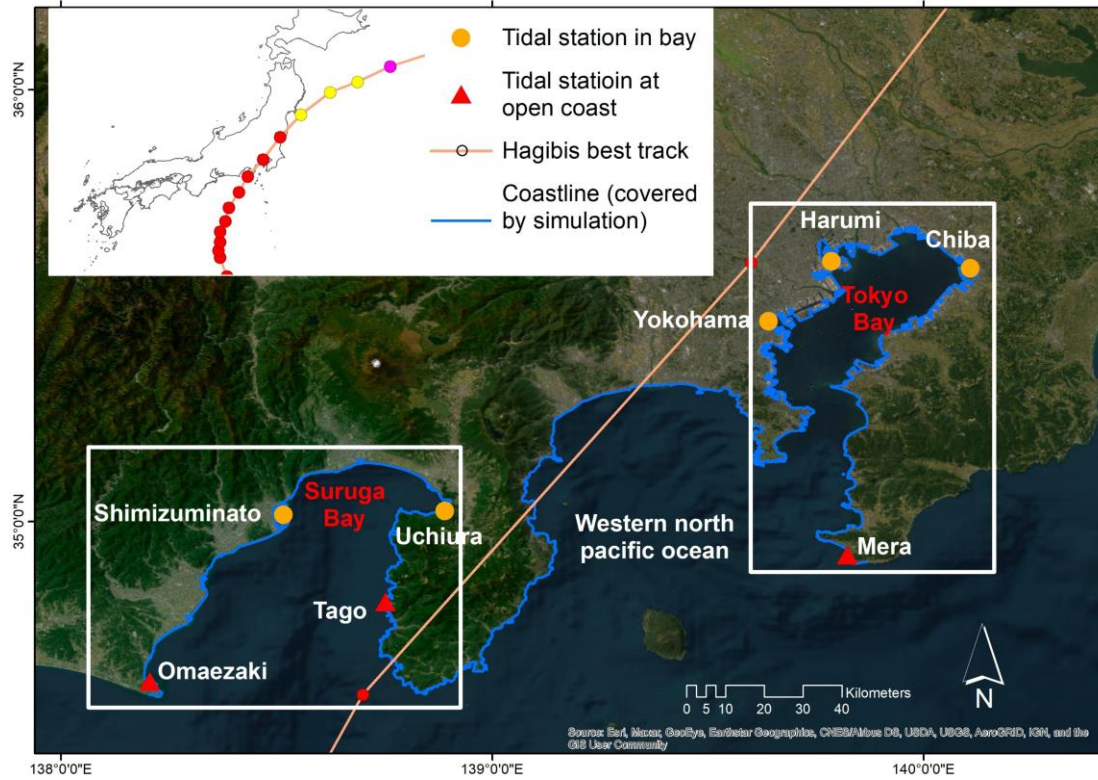 Tidal station in bay
Tidal statioin at
open coast
Hagibis best track
Coastline (covered
by simulation)
36°0'0"N
35°0'0"N
Harumi
Chiba
Tokyo
Bay
Yokohama
Shimizuminato
Suruga
Bay
Uchiura
Western north
pacific ocean
Mera
Tago
Omaezaki
Kilometers
0 5 10 20 30 40
N
Source: Esri, Maxar, GeoEye, Earthstar Geographics, CNES/Airbus DS, USDA, USGS, AeroGRID, IGN, and the
GIS User Community
138°0'0"E
139°0'0"E
140°0'0"E